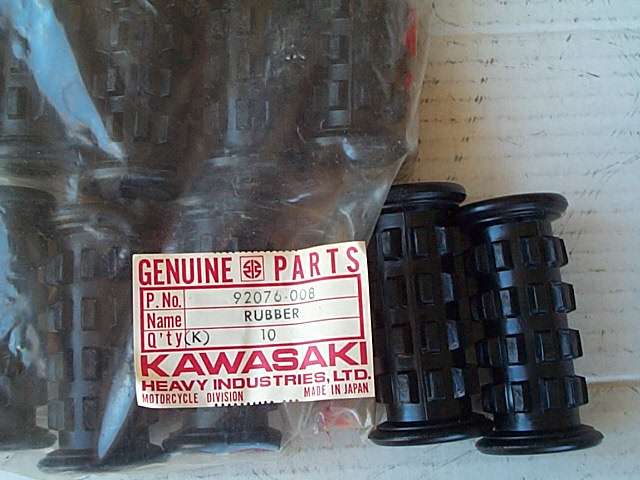 GENUINE PARTS
P.No. 92076-008
Name RUBBER
Q'ty(K) 10
KAWASAKI
HEAVY INDUSTRIES, LTD.
MOTORCYCLE DIVISION MADE IN JAPAN